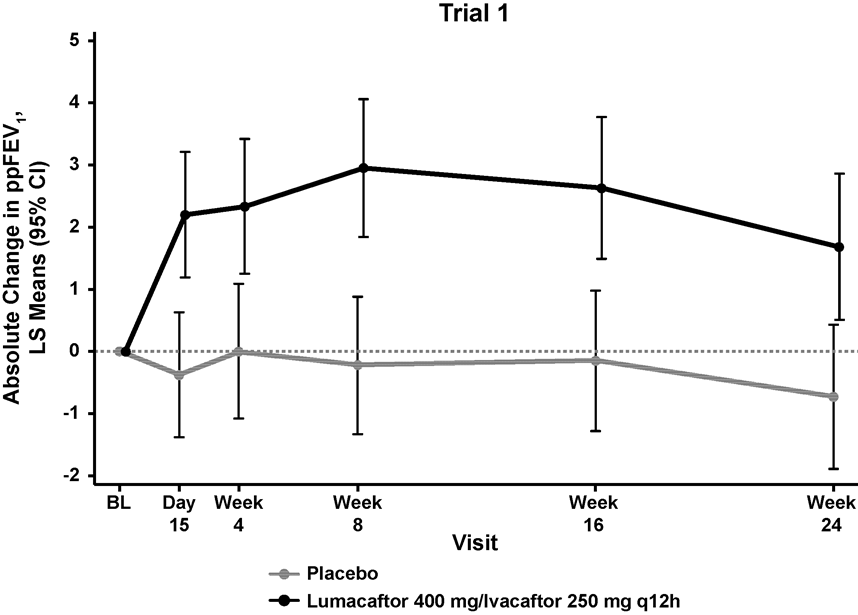 Trial 1
Absolute Change in ppFEV1,
LS Means (95% CI)
5
4
3
2
1
0
-1
-2
BL
Day
15
Week
4
Week
8
Week
16
Week
24
Visit
Placebo
Lumacaftor 400 mg/Ivacaftor 250 mg q12h